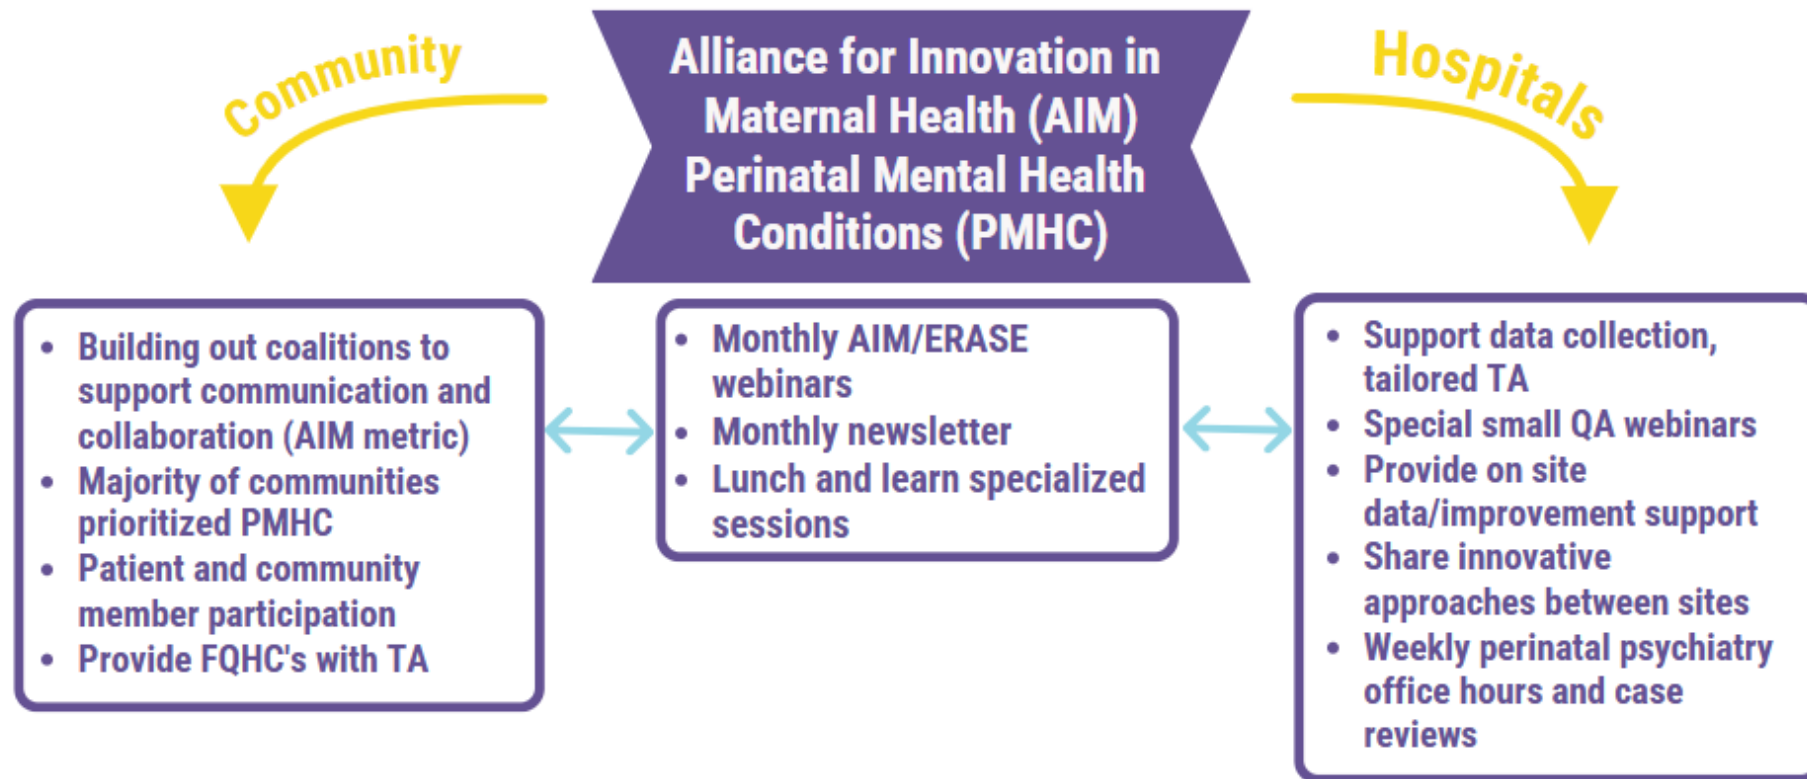 Community
Alliance for Innovation in
Maternal Health (AIM)
Perinatal Mental Health
Conditions (PMHC)
Hospitals
• Building out coalitions to
support communication and
collaboration (AIM metric)
• Majority of communities
prioritized PMHC
• Patient and community
member participation
• Provide FQHC's with TA
• Monthly AIM/ERASE
webinars
• Monthly newsletter
• Lunch and learn specialized
sessions
• Support data collection,
tailored TA
• Special small QA webinars
• Provide on site
data/improvement support
• Share innovative
approaches between sites
• Weekly perinatal psychiatry
office hours and case
reviews